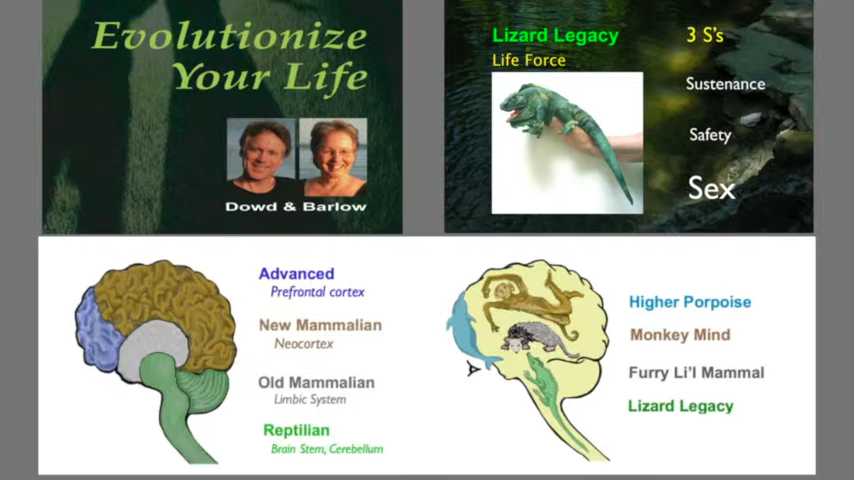 Evolutionize
Your Life
Dowd & Barlow
Lizard Legacy
Life Force
3 S's
Sustenance
Safety
Sex
Advanced
Prefrontal cortex
New Mammalian
Neocortex
Old Mammalian
Limbic System
Reptilian
Brain Stem, Cerebellum
Higher Porpoise
Monkey Mind
Furry Li'l Mammal
Lizard Legacy